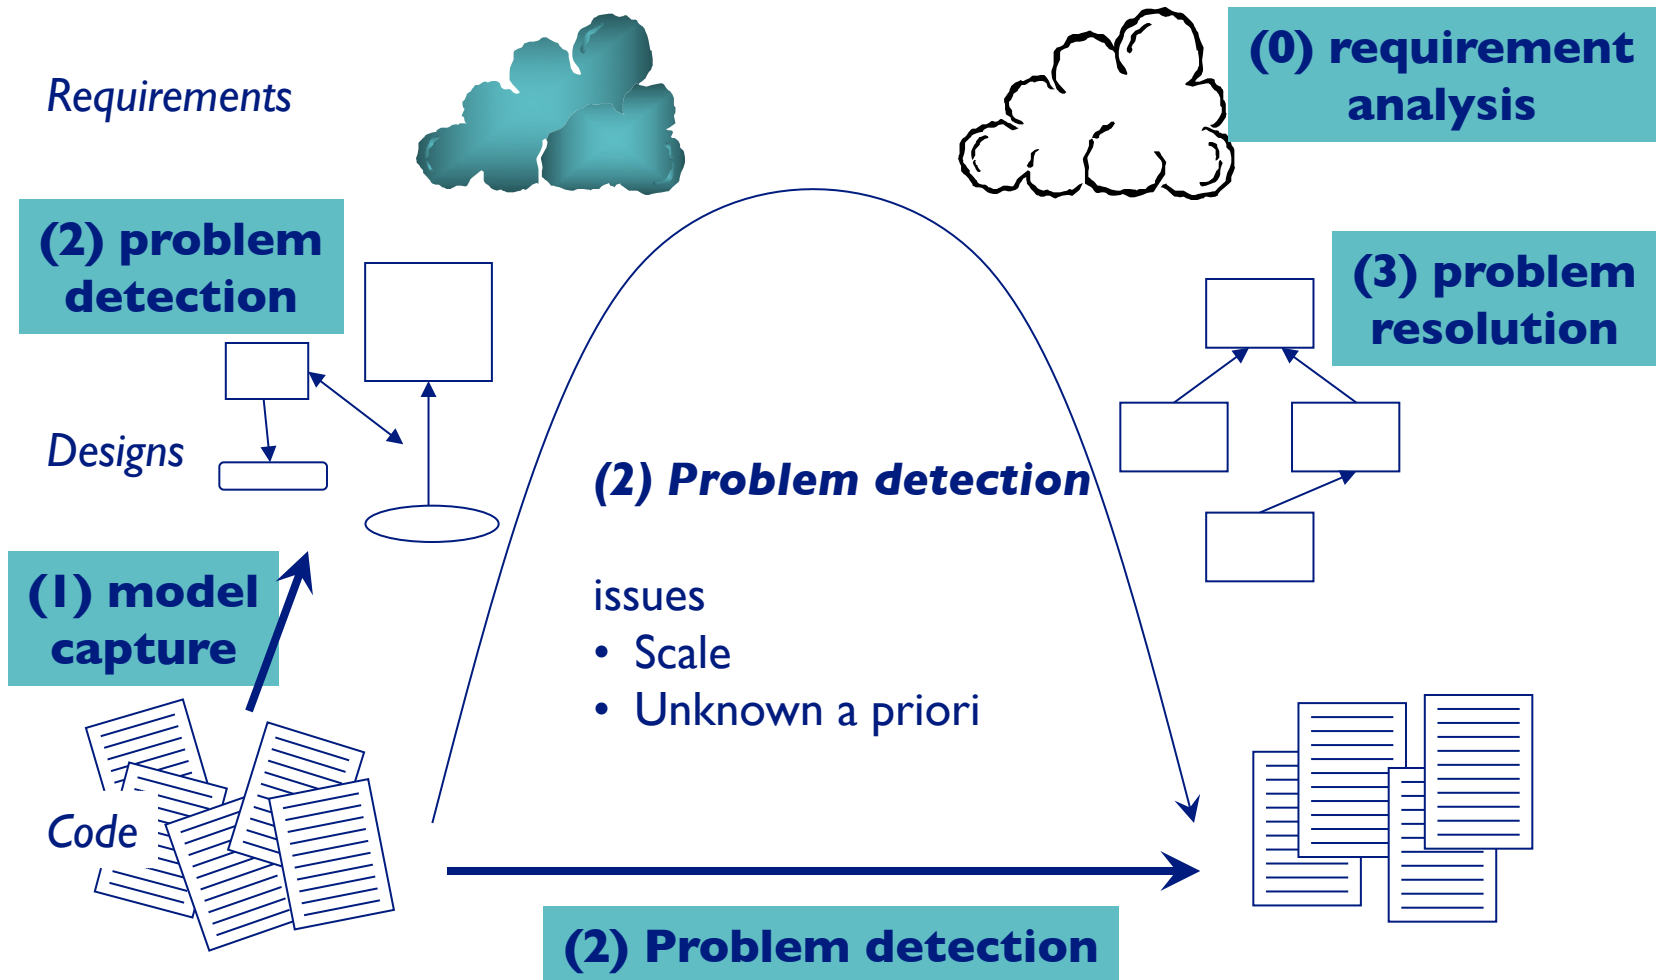 (0) requirement
analysis
Requirements
(2) problem
detection
(3) problem
resolution
Designs
(2) Problem detection
issues
• Scale
• Unknown a priori
(1) model
capture
Code
(2) Problem detection